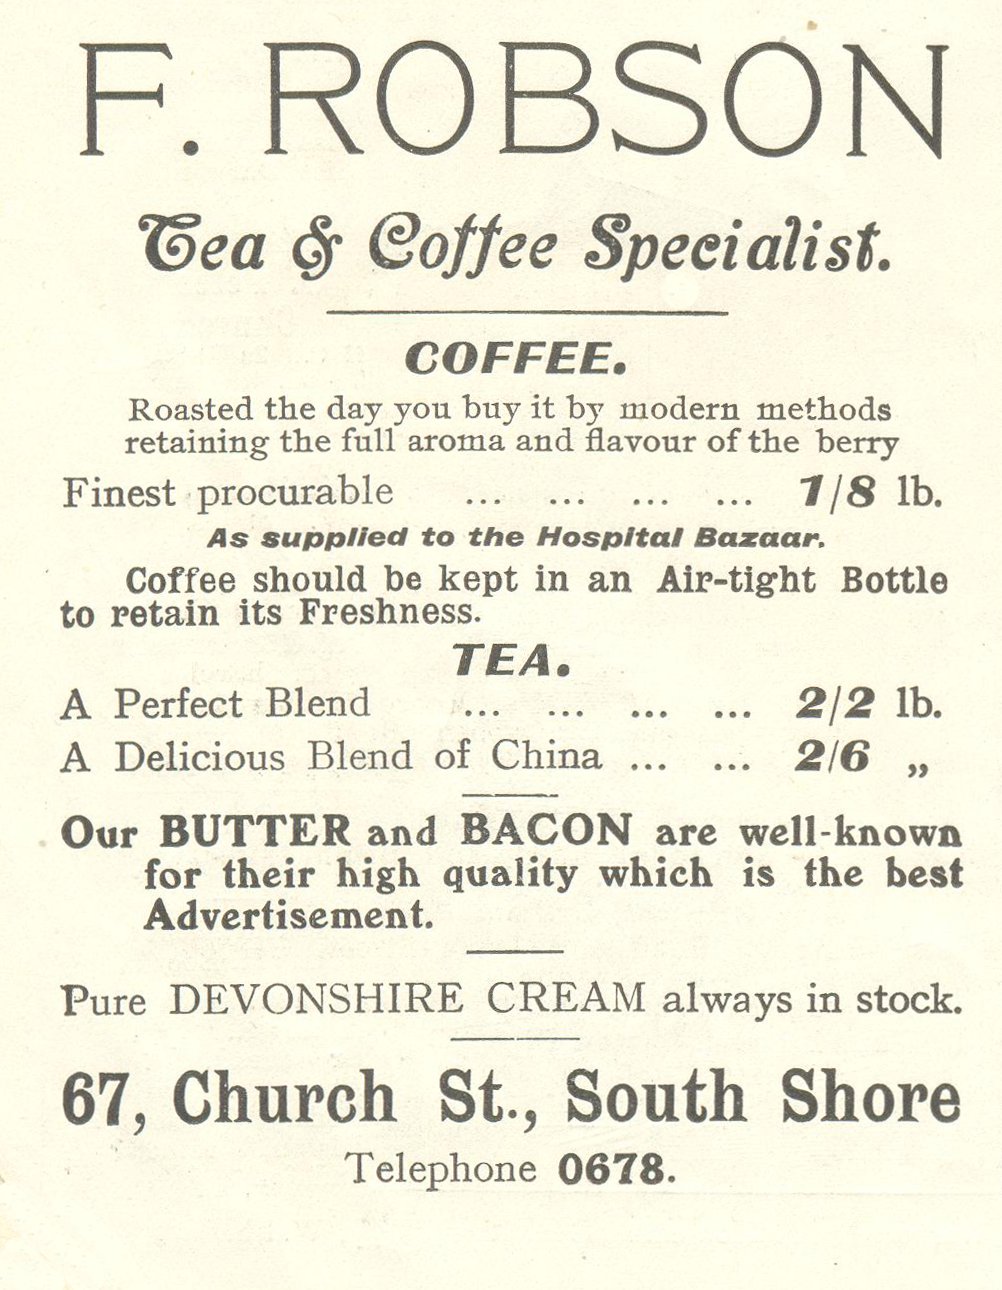 F. ROBSON
Tea & Coffee Specialist.
COFFEE.
Roasted the day you buy it by modern methods
retaining the full aroma and flavour of the berry
Finest procurable ... ... ... ... 1/8 lb.
As supplied to the Hospital Bazaar.
Coffee should be kept in an Air-tight Bottle
to retain its Freshness.
TEA.
A Perfect Blend ... ... ... ... 2/2 lb.
A Delicious Blend of China ... ... 2/6 „
Our BUTTER and BACON are well-known
for their high quality which is the best
Advertisement.
Pure DEVONSHIRE CREAM always in stock.
67, Church St., South Shore
Telephone 0678.